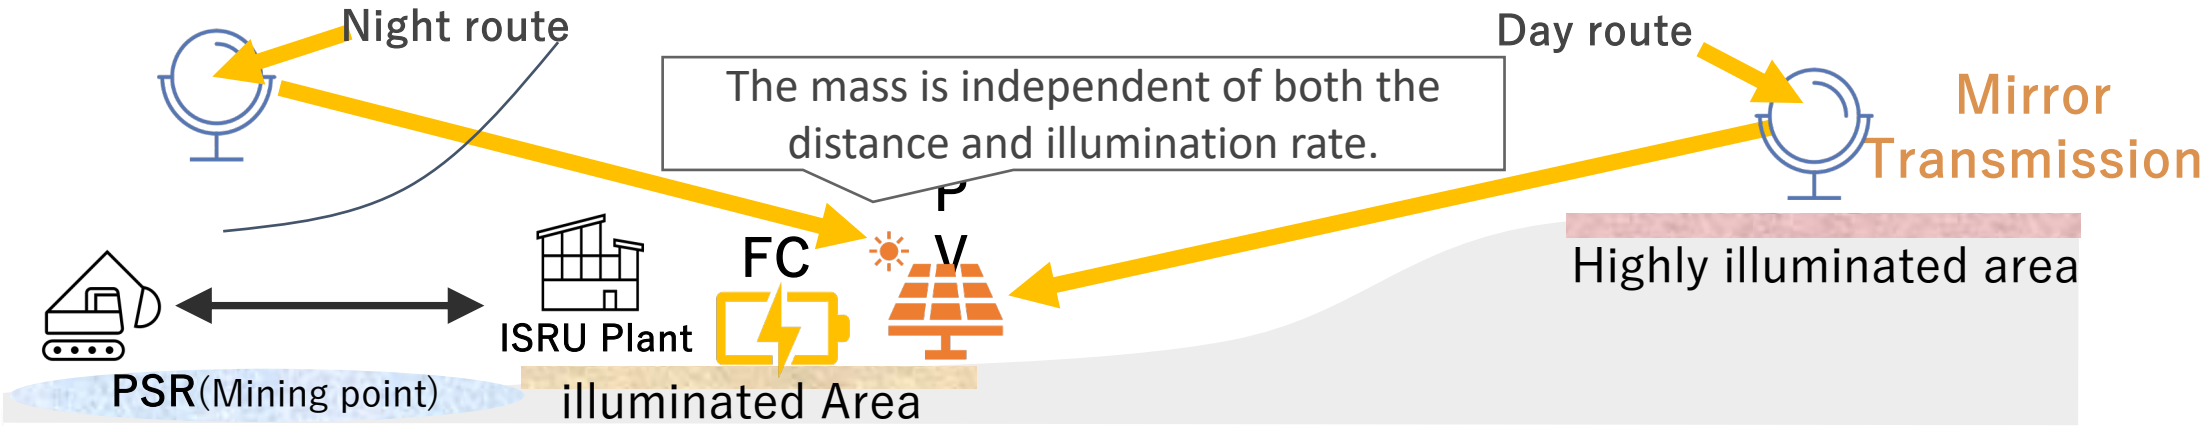 Night route
Day route
The mass is independent of both the
distance and illumination rate.
Mirror
Transmission
P
V
FC
Highly illuminated area
ISRU Plant
PSR(Mining point)
illuminated Area